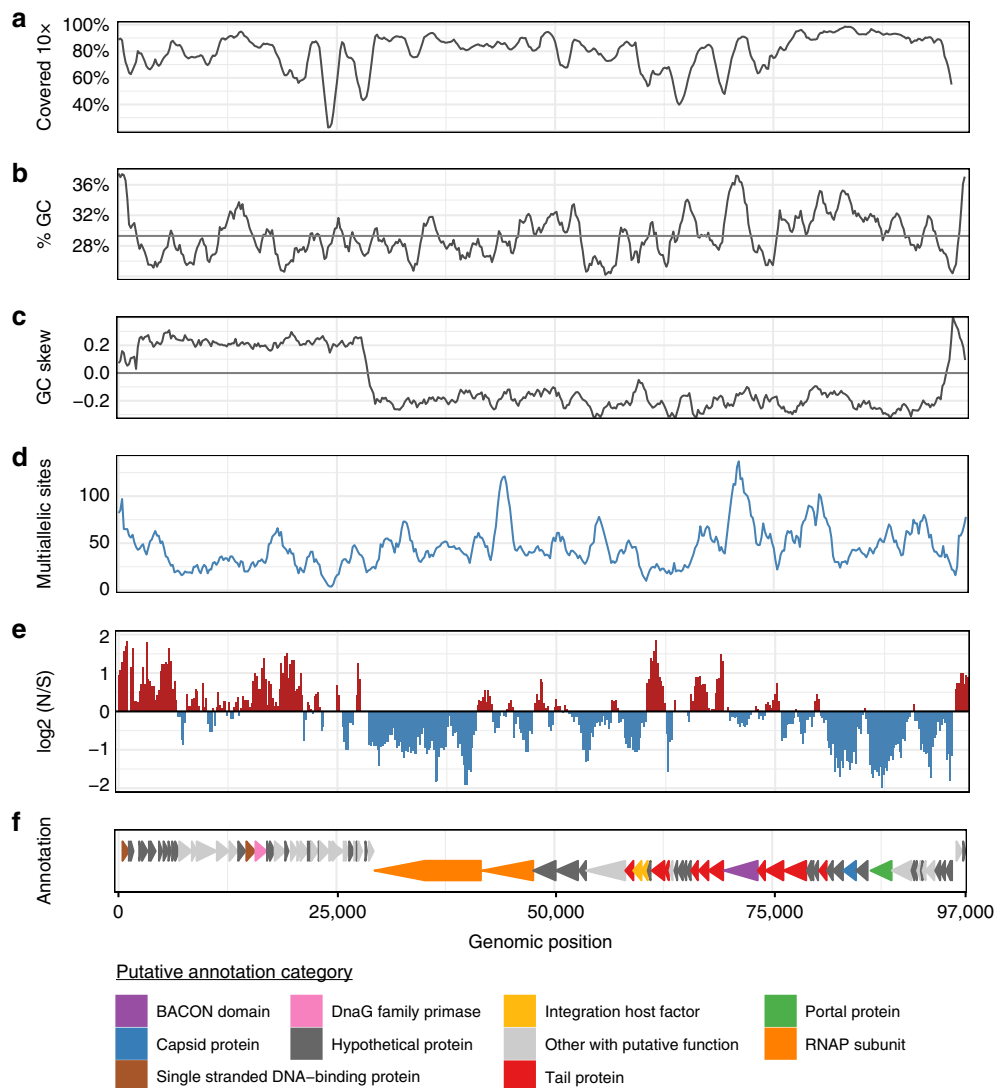 a
Covered 10×
100%
80%
60%
40%
b
% GC
36%
32%
28%
c
GC skew
0.2
0.0
−0.2
d
Multiallelic sites
100
50
0
e
log2 (N/S)
2
1
0
−1
−2
f
Annotation
0
25,000
50,000
75,000
97,000
Genomic position
Putative annotation category
BACON domain
DnaG family primase
Integration host factor
Portal protein
Capsid protein
Hypothetical protein
Other with putative function
RNAP subunit
Single stranded DNA−binding protein
Tail protein